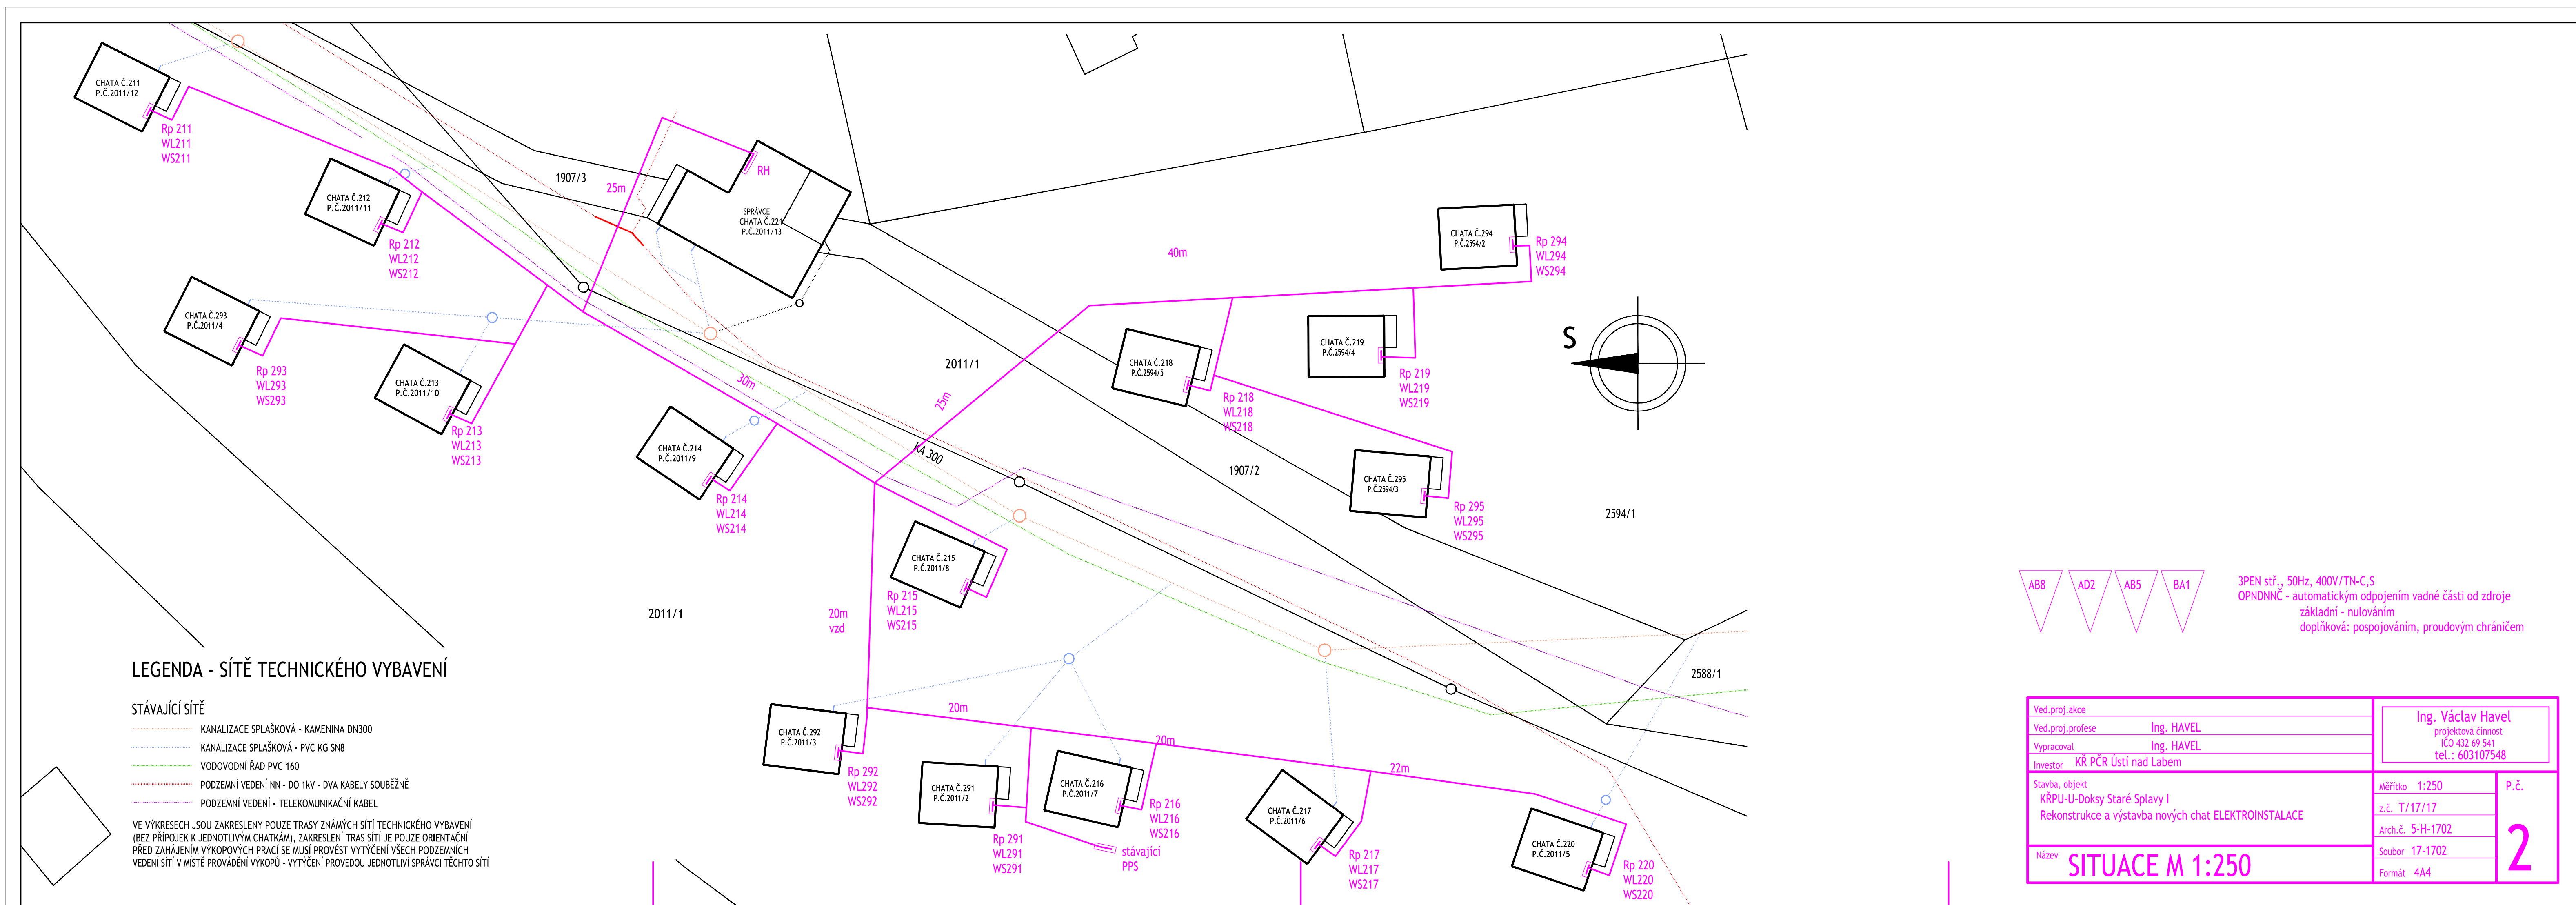 CHATA Č.211
P.Č.2011/12
Rp 211
WL211
WS211
CHATA Č.212
P.Č.2011/11
Rp 212
WL212
WS212
1907/3
25m
RH
SPRÁVCE
CHATA Č.221
P.Č.2011/13
CHATA Č.293
P.Č.2011/4
Rp 293
WL293
WS293
CHATA Č.213
P.Č.2011/10
Rp 213
WL213
WS213
30m
CHATA Č.214
P.Č.2011/9
Rp 214
WL214
WS214
2011/1
25m
KA 300
40m
CHATA Č.294
P.Č.2594/2
Rp 294
WL294
WS294
CHATA Č.218
P.Č.2594/5
Rp 218
WL218
WS218
CHATA Č.219
P.Č.2594/4
Rp 219
WL219
WS219
S
1907/2
CHATA Č.295
P.Č.2594/3
Rp 295
WL295
WS295
2594/1
CHATA Č.215
P.Č.2011/8
Rp 215
WL215
WS215
2011/1
20m
vzd
2588/1
CHATA Č.292
P.Č.2011/3
Rp 292
WL292
WS292
20m
CHATA Č.291
P.Č.2011/2
Rp 291
WL291
WS291
20m
CHATA Č.216
P.Č.2011/7
Rp 216
WL216
WS216
stávající
PPS
22m
CHATA Č.217
P.Č.2011/6
Rp 217
WL217
WS217
CHATA Č.220
P.Č.2011/5
Rp 220
WL220
WS220
LEGENDA - SÍTĚ TECHNICKÉHO VYBAVENÍ
STÁVAJÍCÍ SÍTĚ
KANALIZACE SPLAŠKOVÁ - KAMENINA DN300
KANALIZACE SPLAŠKOVÁ - PVC KG SN8
VODOVODNÍ ŘAD PVC 160
PODZEMNÍ VEDENÍ NN - DO 1kV - DVA KABELY SOUBĚŽNĚ
PODZEMNÍ VEDENÍ - TELEKOMUNIKAČNÍ KABEL
VE VÝKRESECH JSOU ZAKRESLENY POUZE TRASY ZNÁMÝCH SÍTÍ TECHNICKÉHO VYBAVENÍ
(BEZ PŘÍPOJEK K JEDNOTLIVÝM CHATKÁM), ZAKRESLENÍ TRAS SÍTÍ JE POUZE ORIENTAČNÍ
PŘED ZAHÁJENÍM VÝKOPOVÝCH PRACÍ SE MUSÍ PROVÉST VYTÝČENÍ VŠECH PODZEMNÍCH
VEDENÍ SÍTÍ V MÍSTĚ PROVÁDĚNÍ VÝKOPŮ - VYTÝČENÍ PROVEDOU JEDNOTLIVÍ SPRÁVCI TĚCHTO SÍTÍ
AB8 AD2 AB5 BA1
3PEN stř., 50Hz, 400V/TN-C,S
OPNDNNČ - automatickým odpojením vadné části od zdroje
základní - nulováním
doplňková: pospojováním, proudovým chráničem
Ved.proj.akce
Ved.proj.profese Ing. HAVEL
Vypracoval Ing. HAVEL
Investor KŘ PČR Ústí nad Labem
Ing. Václav Havel
projektová činnost
IČO 432 69 541
tel.: 603107548
Stavba, objekt
KŘPU-U-Doksy Staré Splavy I
Rekonstrukce a výstavba nových chat ELEKTROINSTALACE
Název SITUACE M 1:250
Měřítko 1:250
z.č. T/17/17
Arch.č. 5-H-1702
Soubor 17-1702
Formát 4A4
P.č.
2